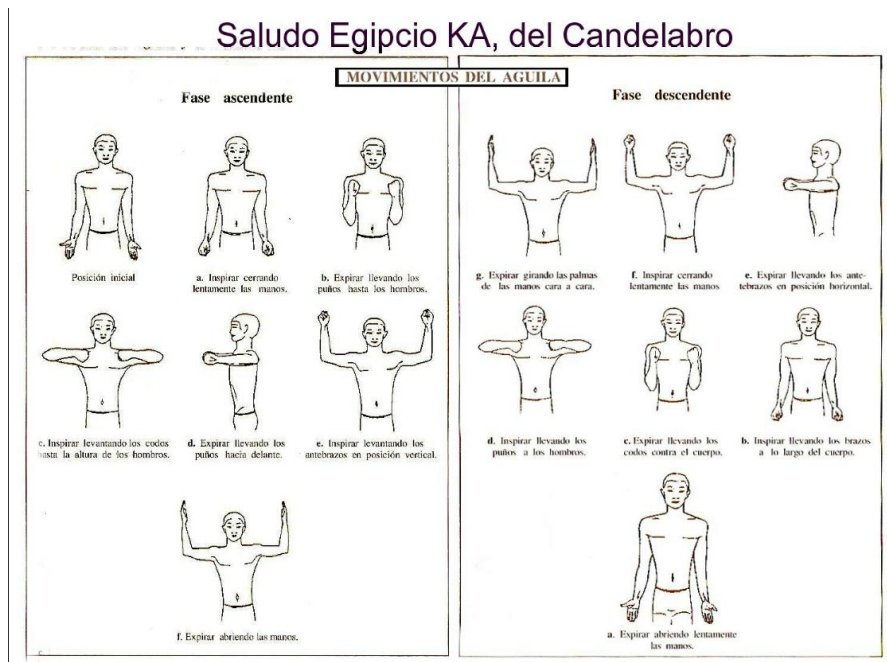 Saludo Egipcio KA, del Candelabro
MOVIMIENTOS DEL AGUILA
Fase ascendente
Posición inicial
a. Inspirar cerrando
lentamente las manos.
b. Expirar llevando los
puños hasta los hombros.
c. Inspirar levantando los codos
hasta la altura de los hombros.
d. Expirar llevando los
puños hacia delante.
e. Inspirar levantando los
antebrazos en posición vertical.
f. Expirar abriendo las manos.
Fase descendente
g. Expirar girando las palmas
de las manos cara a cara.
f. Inspirar cerrando
lentamente las manos
e. Expirar llevando los ante-
tebrazos en posición horizontal.
d. Inspirar llevando los
puños a los hombros.
c. Expirar llevando los
codos contra el cuerpo.
b. Inspirar llevando los brazos
a lo largo del cuerpo.
a. Expirar abriendo lentamente
las manos.